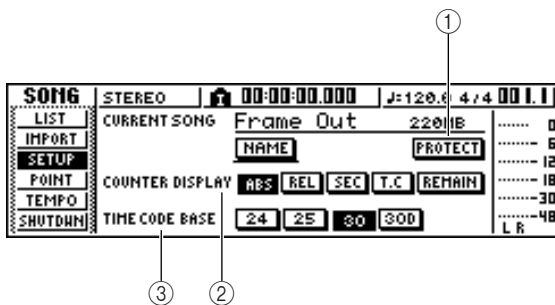 ①
SONG STEREO 00:00:00.000 ♩=120.0 4/4 001.1
LIST CURRENT SONG Frame Out 220MB
IMPORT NAME PROTECT
SETUP
POINT COUNTER DISPLAY ABS REL SEC T.C REMAIN
TEMPO
SHUTDWN TIME CODE BASE 24 25 30 30D
0
6
12
18
30
48
L R
③ ②